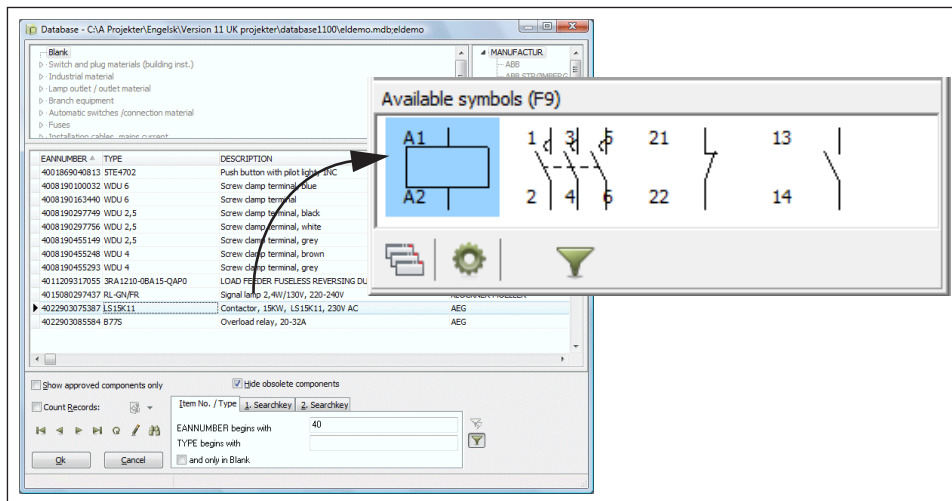 Database - C:\A Projekter\Engelsk\Version 11 UK projekter\database1100\eldemo.mdb;eldemo
Blank
Switch and plug materials (building inst.)
Industrial material
Lamp outlet / outlet material
Branch equipment
Automatic switches /connection material
Fuses
Installation cables, mains current
MANUFACTUR
ABB
ABB STRØMBERG
Available symbols (F9)
A1 1 3 5 21 13
A2 2 4 6 22 14
EANNUMBER TYPE DESCRIPTION
4001869040813 5TE4702 Push button with pilot light, INC
4008190100032 WDU 6 Screw clamp terminal, blue
4008190163440 WDU 6 Screw clamp terminal
4008190297749 WDU 2,5 Screw clamp terminal, black
4008190297756 WDU 2,5 Screw clamp terminal, white
4008190455149 WDU 2,5 Screw clamp terminal, grey
4008190455248 WDU 4 Screw clamp terminal, brown
4008190455293 WDU 4 Screw clamp terminal, grey
4011209317055 3RA1210-0BA15-0AP0 LOAD FEEDER FUSELESS REVERSING DU
4015080297437 RL-GN/FR Signal lamp 2,4W/130V, 220-240V
4022903075387 LS15K11 Contactor, 15KW, LS15K11, 230V AC AEG
4022903085584 B77S Overload relay, 20-32A AEG
Show approved components only Hide obsolete components
Count Records: Item No. / Type 1. Searchkey 2. Searchkey
EANNUMBER begins with 40
TYPE begins with
and only in Blank
Ok Cancel